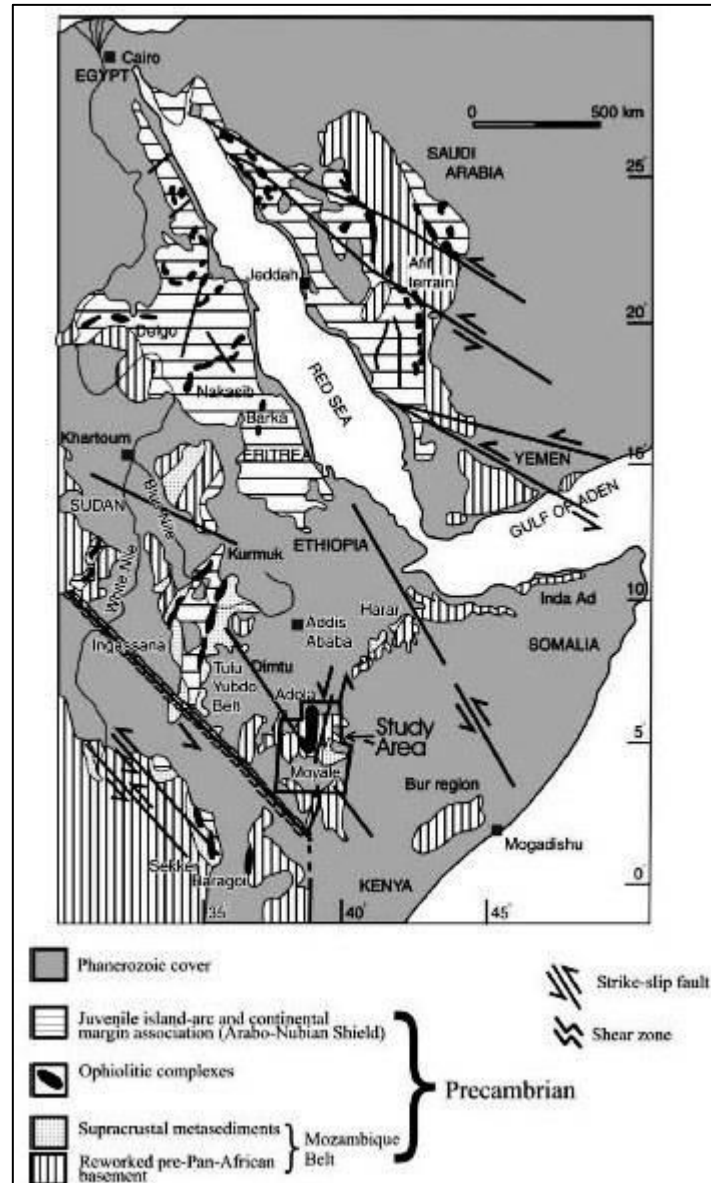 Cairo
EGYPT
0 500 km
SAUDI
ARABIA
25°
Afif
terrain
Jeddah
20°
Dulgo
RED SEA
Nakasib
Barka
Khartoum
ERITREA
YEMEN
15°
SUDAN
Blue Nile
GULF OF ADEN
ETHIOPIA
Kurmuk
White Nile
10°
Harar
Inda Ad
Addis
Ababa
SOMALIA
Ingessana
Tulu
Dimtu
Yubdo
Belt
Adola
Study
Area
5°
Moyale
Bur region
Mogadishu
Sekker
Baragoi
0°
KENYA
35°
40°
45°
Phanerozoic cover
Strike-slip fault
Juvenile island-arc and continental
margin association (Arabo-Nubian Shield)
Shear zone
Ophiolitic complexes
Precambrian
Supracrustal metasediments
Mozambique
Belt
Reworked pre-Pan-African
basement